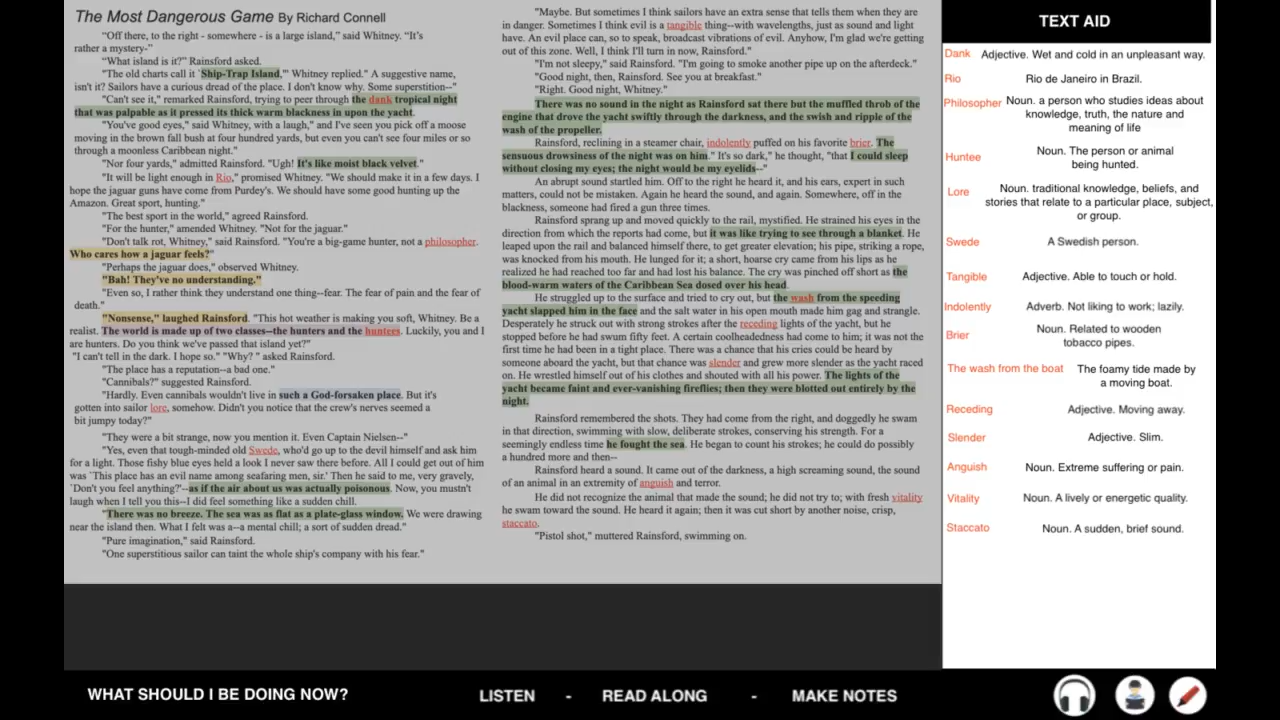 The Most Dangerous Game By Richard Connell
“Off there, to the right - somewhere - is a large island,” said Whitney. “It’s
rather a mystery-”
“What island is it?” Rainsford asked.
"The old charts call it `Ship-Trap Island,"' Whitney replied." A suggestive name,
isn't it? Sailors have a curious dread of the place. I don't know why. Some superstition--"
"Can't see it," remarked Rainsford, trying to peer through the dank tropical night
that was palpable as it pressed its thick warm blackness in upon the yacht.
"You've good eyes," said Whitney, with a laugh," and I've seen you pick off a moose
moving in the brown fall bush at four hundred yards, but even you can't see four miles or so
through a moonless Caribbean night."
"Nor four yards," admitted Rainsford. "Ugh! It's like moist black velvet."
"It will be light enough in Rio," promised Whitney. "We should make it in a few days. I
hope the jaguar guns have come from Purdey's. We should have some good hunting up the
Amazon. Great sport, hunting."
"The best sport in the world," agreed Rainsford.
"For the hunter," amended Whitney. "Not for the jaguar."
"Don't talk rot, Whitney," said Rainsford. "You're a big-game hunter, not a philosopher.
Who cares how a jaguar feels?"
"Perhaps the jaguar does," observed Whitney.
"Bah! They've no understanding."
"Even so, I rather think they understand one thing--fear. The fear of pain and the fear of
death."
"Nonsense," laughed Rainsford. "This hot weather is making you soft, Whitney. Be a
realist. The world is made up of two classes--the hunters and the huntees. Luckily, you and I
are hunters. Do you think we've passed that island yet?"
"I can't tell in the dark. I hope so." "Why? " asked Rainsford.
"The place has a reputation--a bad one."
"Cannibals?" suggested Rainsford.
"Hardly. Even cannibals wouldn't live in such a God-forsaken place. But it's
gotten into sailor lore, somehow. Didn't you notice that the crew's nerves seemed a
bit jumpy today?"
"They were a bit strange, now you mention it. Even Captain Nielsen--"
"Yes, even that tough-minded old Swede, who'd go up to the devil himself and ask him
for a light. Those fishy blue eyes held a look I never saw there before. All I could get out of him
was `This place has an evil name among seafaring men, sir.' Then he said to me, very gravely,
`Don't you feel anything?'--as if the air about us was actually poisonous. Now, you mustn't
laugh when I tell you this--I did feel something like a sudden chill.
"There was no breeze. The sea was as flat as a plate-glass window. We were drawing
near the island then. What I felt was a--a mental chill; a sort of sudden dread."
"Pure imagination," said Rainsford.
"One superstitious sailor can taint the whole ship's company with his fear."
"Maybe. But sometimes I think sailors have an extra sense that tells them when they are
in danger. Sometimes I think evil is a tangible thing--with wavelengths, just as sound and light
have. An evil place can, so to speak, broadcast vibrations of evil. Anyhow, I'm glad we're getting
out of this zone. Well, I think I'll turn in now, Rainsford."
"I'm not sleepy," said Rainsford. "I'm going to smoke another pipe up on the afterdeck."
"Good night, then, Rainsford. See you at breakfast."
"Right. Good night, Whitney."
There was no sound in the night as Rainsford sat there but the muffled throb of the
engine that drove the yacht swiftly through the darkness, and the swish and ripple of the
wash of the propeller.
Rainsford, reclining in a steamer chair, indolently puffed on his favorite brier. The
sensuous drowsiness of the night was on him." It's so dark," he thought, "that I could sleep
without closing my eyes; the night would be my eyelids--"
An abrupt sound startled him. Off to the right he heard it, and his ears, expert in such
matters, could not be mistaken. Again he heard the sound, and again. Somewhere, off in the
blackness, someone had fired a gun three times.
Rainsford sprang up and moved quickly to the rail, mystified. He strained his eyes in the
direction from which the reports had come, but it was like trying to see through a blanket. He
leaped upon the rail and balanced himself there, to get greater elevation; his pipe, striking a rope,
was knocked from his mouth. He lunged for it; a short, hoarse cry came from his lips as he
realized he had reached too far and had lost his balance. The cry was pinched off short as the
blood-warm waters of the Caribbean Sea dosed over his head.
He struggled up to the surface and tried to cry out, but the wash from the speeding
yacht slapped him in the face and the salt water in his open mouth made him gag and strangle.
Desperately he struck out with strong strokes after the receding lights of the yacht, but he
stopped before he had swum fifty feet. A certain coolheadedness had come to him; it was not the
first time he had been in a tight place. There was a chance that his cries could be heard by
someone aboard the yacht, but that chance was slender and grew more slender as the yacht raced
on. He wrestled himself out of his clothes and shouted with all his power. The lights of the
yacht became faint and ever-vanishing fireflies; then they were blotted out entirely by the
night.
Rainsford remembered the shots. They had come from the right, and doggedly he swam
in that direction, swimming with slow, deliberate strokes, conserving his strength. For a
seemingly endless time he fought the sea. He began to count his strokes; he could do possibly
a hundred more and then--
Rainsford heard a sound. It came out of the darkness, a high screaming sound, the sound
of an animal in an extremity of anguish and terror.
He did not recognize the animal that made the sound; he did not try to; with fresh vitality
he swam toward the sound. He heard it again; then it was cut short by another noise, crisp,
staccato.
"Pistol shot," muttered Rainsford, swimming on.
TEXT AID
Dank Adjective. Wet and cold in an unpleasant way.
Rio Rio de Janeiro in Brazil.
Philosopher Noun. a person who studies ideas about
knowledge, truth, the nature and
meaning of life
Huntee Noun. The person or animal
being hunted.
Lore Noun. traditional knowledge, beliefs, and
stories that relate to a particular place, subject,
or group.
Swede A Swedish person.
Tangible Adjective. Able to touch or hold.
Indolently Adverb. Not liking to work; lazily.
Brier Noun. Related to wooden
tobacco pipes.
The wash from the boat The foamy tide made by
a moving boat.
Receding Adjective. Moving away.
Slender Adjective. Slim.
Anguish Noun. Extreme suffering or pain.
Vitality Noun. A lively or energetic quality.
Staccato Noun. A sudden, brief sound.
WHAT SHOULD I BE DOING NOW? LISTEN - READ ALONG - MAKE NOTES